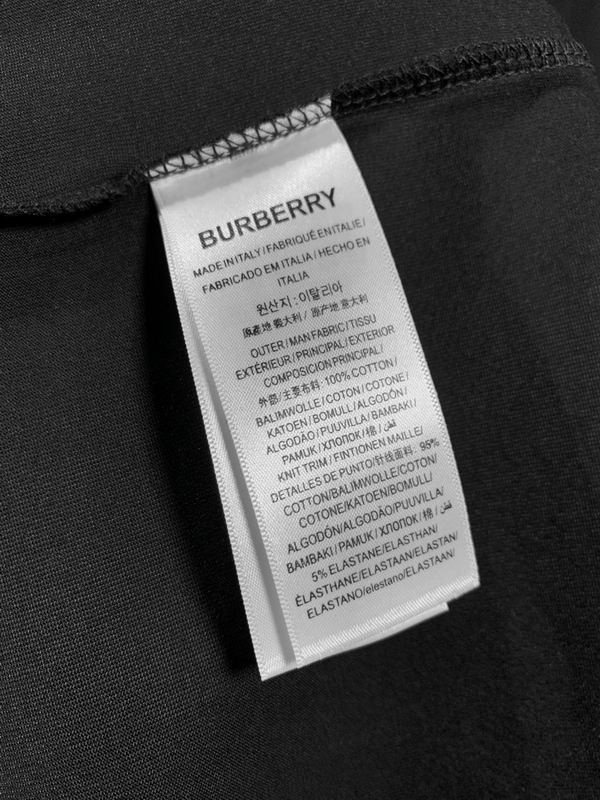 BURBERRY
MADE IN ITALY / FABRIQUÉ EN ITALIE /
FABRICADO EM ITALIA / HECHO EN
ITALIA
원산지 : 이탈리아
原產地 義大利 / 原产地 意大利
OUTER / MAN FABRIC / TISSU
EXTÉRIEUR / PRINCIPAL / EXTERIOR
COMPOSICION PRINCIPAL /
外部 / 主要布料: 100% COTTON /
BALIMWOLLE / COTON / COTONE /
KATOEN / BOMULL / ALGODÓN /
ALGODÃO / PUUVILLA / BAMBAKI /
PAMUK / ХЛОПОК / 棉 / قطن
KNIT TRIM / FINTIONEN MAILLE /
DETALLES DE PUNTO / 针线面料: 95%
COTTON/BALIMWOLLE/COTON/
COTONE/KATOEN/BOMULL/
ALGODÓN/ALGODÃO/PUUVILLA/
BAMBAKI / PAMUK / ХЛОПОК / 棉 / قطن
5% ELASTANE/ELASTHAN/
ÉLASTHANE/ELASTAAN/ELASTAN/
ELASTANO/elestano/ELASTAAN/